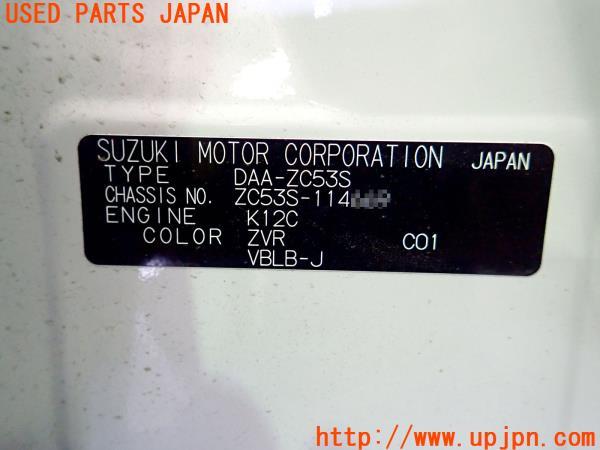 USED PARTS JAPAN
SUZUKI MOTOR CORPORATION JAPAN
TYPE DAA-ZC53S
CHASSIS NO. ZC53S-114
ENGINE K12C
COLOR ZVR C01
VBLB-J
http://www.upjpn.com